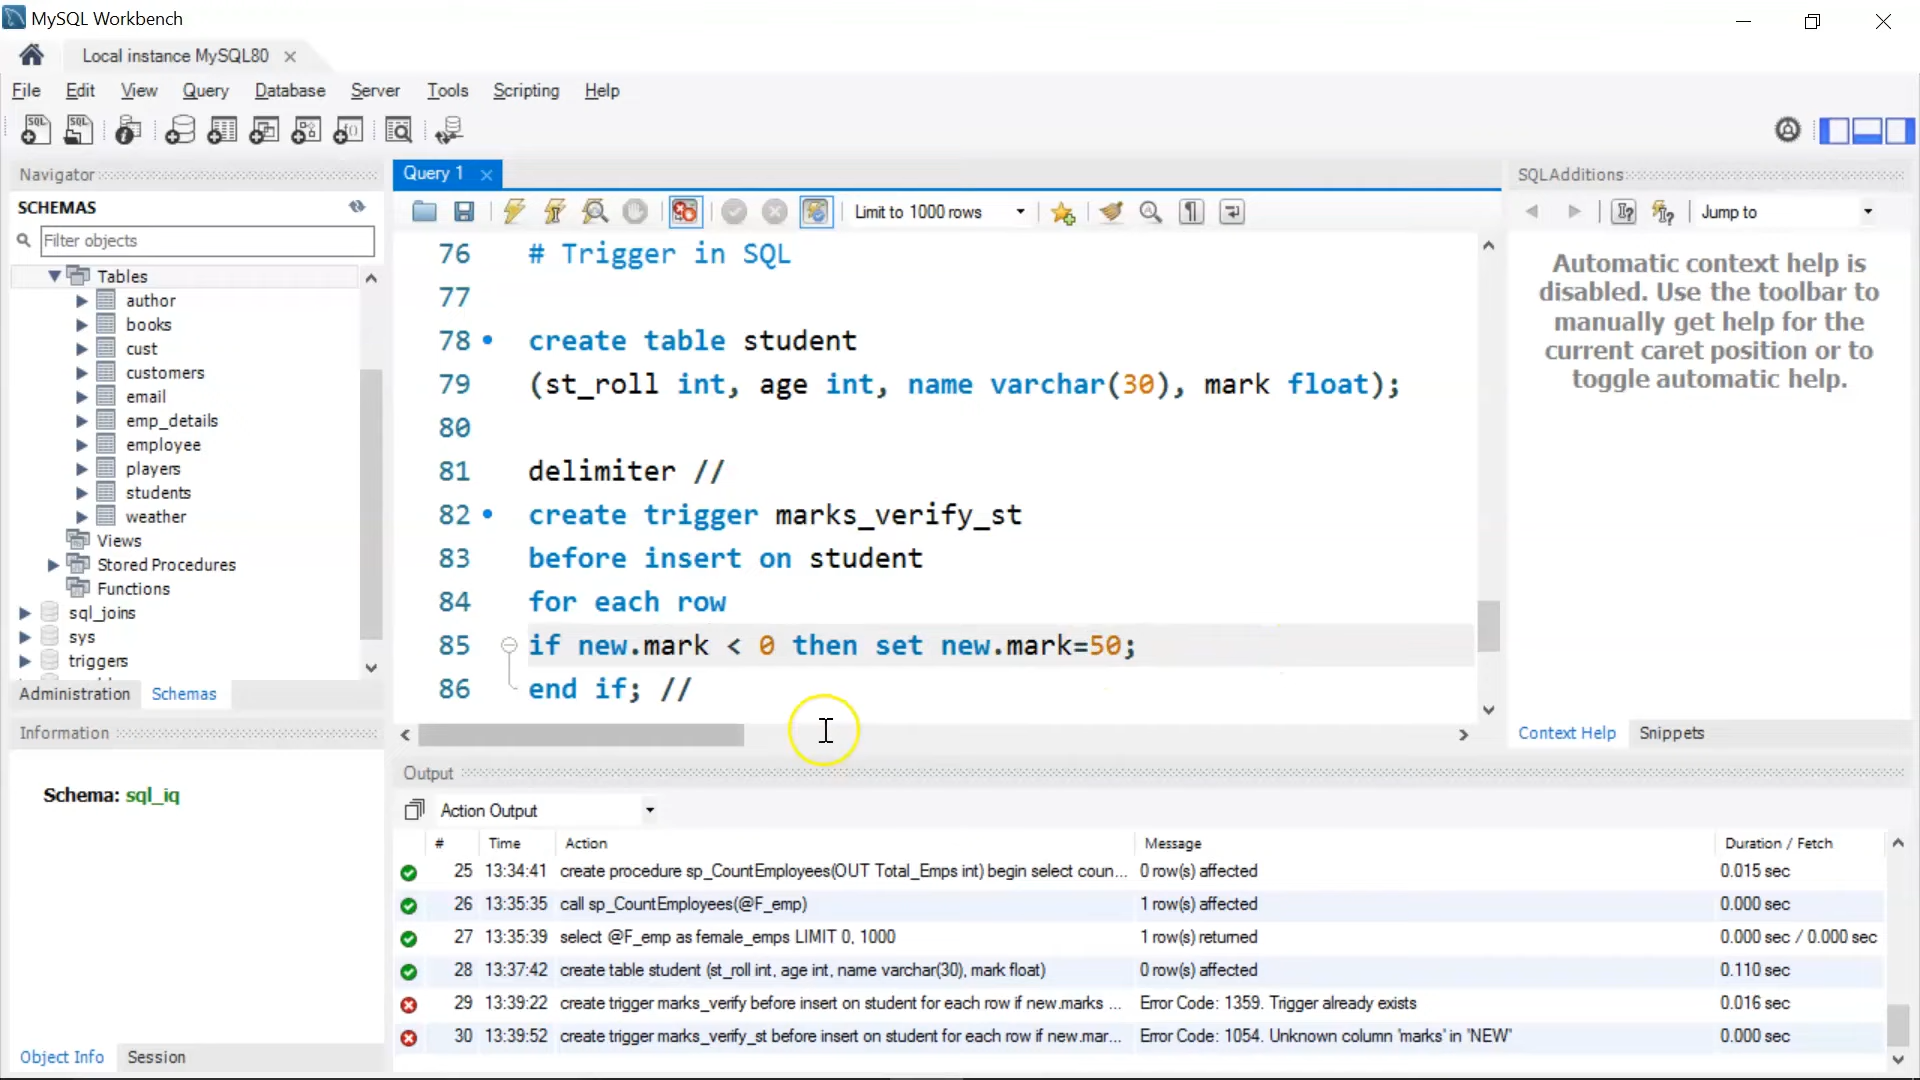 MySQL Workbench
Local instance MySQL80
File Edit View Query Database Server Tools Scripting Help
Navigator
SCHEMAS
Filter objects
Tables
author
books
cust
customers
email
emp_details
employee
players
students
weather
Views
Stored Procedures
Functions
sql_joins
sys
triggers
Administration Schemas
Information
Schema: sql_iq
Object Info Session
Query 1
Limit to 1000 rows
76 # Trigger in SQL
77
78 create table student
79 (st_roll int, age int, name varchar(30), mark float);
80
81 delimiter //
82 create trigger marks_verify_st
83 before insert on student
84 for each row
85 if new.mark < 0 then set new.mark=50;
86 end if; //
SQLAdditions
Jump to
Automatic context help is
disabled. Use the toolbar to
manually get help for the
current caret position or to
toggle automatic help.
Context Help Snippets
Output
Action Output
# Time Action Message Duration / Fetch
25 13:34:41 create procedure sp_CountEmployees(OUT Total_Emps int) begin select coun... 0 row(s) affected 0.015 sec
26 13:35:35 call sp_CountEmployees(@F_emp) 1 row(s) affected 0.000 sec
27 13:35:39 select @F_emp as female_emps LIMIT 0, 1000 1 row(s) returned 0.000 sec / 0.000 sec
28 13:37:42 create table student (st_roll int, age int, name varchar(30), mark float) 0 row(s) affected 0.110 sec
29 13:39:22 create trigger marks_verify before insert on student for each row if new.marks ... Error Code: 1359. Trigger already exists 0.016 sec
30 13:39:52 create trigger marks_verify_st before insert on student for each row if new.mar... Error Code: 1054. Unknown column 'marks' in 'NEW' 0.000 sec